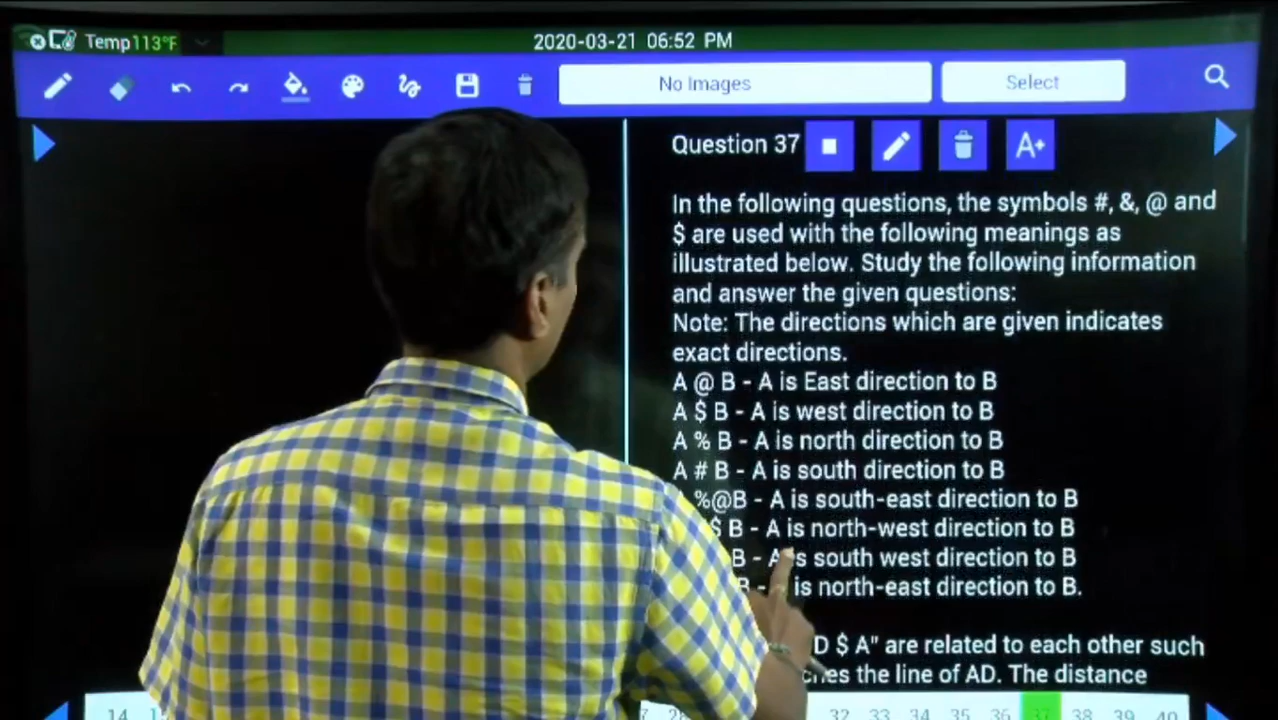 Temp 113°F
2020-03-21 06:52 PM
No Images
Select
Question 37
A+
In the following questions, the symbols #, &, @ and
$ are used with the following meanings as
illustrated below. Study the following information
and answer the given questions:
Note: The directions which are given indicates
exact directions.
A @ B - A is East direction to B
A $ B - A is west direction to B
A % B - A is north direction to B
A # B - A is south direction to B
%@B - A is south-east direction to B
$ B - A is north-west direction to B
B - A is south west direction to B
B - is north-east direction to B.
D $ A" are related to each other such
the line of AD. The distance
14
32 33 34 35 36 37 38 39 40